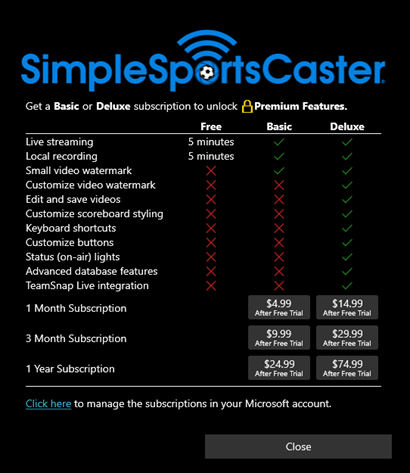 SimpleSportsCaster
Get a Basic or Deluxe subscription to unlock Premium Features.
Free Basic Deluxe
Live streaming 5 minutes ✓ ✓
Local recording 5 minutes ✓ ✓
Small video watermark ✗ ✓ ✓
Customize video watermark ✗ ✗ ✓
Edit and save videos ✗ ✗ ✓
Customize scoreboard styling ✗ ✗ ✓
Keyboard shortcuts ✗ ✗ ✓
Customize buttons ✗ ✗ ✓
Status (on-air) lights ✗ ✗ ✓
Advanced database features ✗ ✗ ✓
TeamSnap Live integration ✗ ✗ ✓
1 Month Subscription $4.99 After Free Trial $14.99 After Free Trial
3 Month Subscription $9.99 After Free Trial $29.99 After Free Trial
1 Year Subscription $24.99 After Free Trial $74.99 After Free Trial
Click here to manage the subscriptions in your Microsoft account.
Close